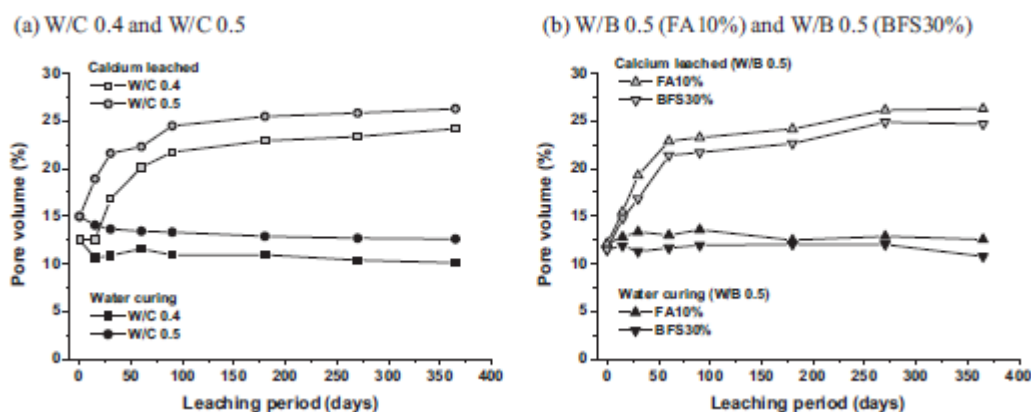 (a) W/C 0.4 and W/C 0.5
Calcium leached
W/C 0.4
W/C 0.5
Water curing
W/C 0.4
W/C 0.5
30
25
20
15
10
5
0
Pore volume (%)
0 50 100 150 200 250 300 350 400
Leaching period (days)
(b) W/B 0.5 (FA10%) and W/B 0.5 (BFS30%)
Calcium leached (W/B 0.5)
FA10%
BFS30%
Water curing (W/B 0.5)
FA10%
BFS30%
30
25
20
15
10
5
0
Pore volume (%)
0 50 100 150 200 250 300 350 400
Leaching period (days)